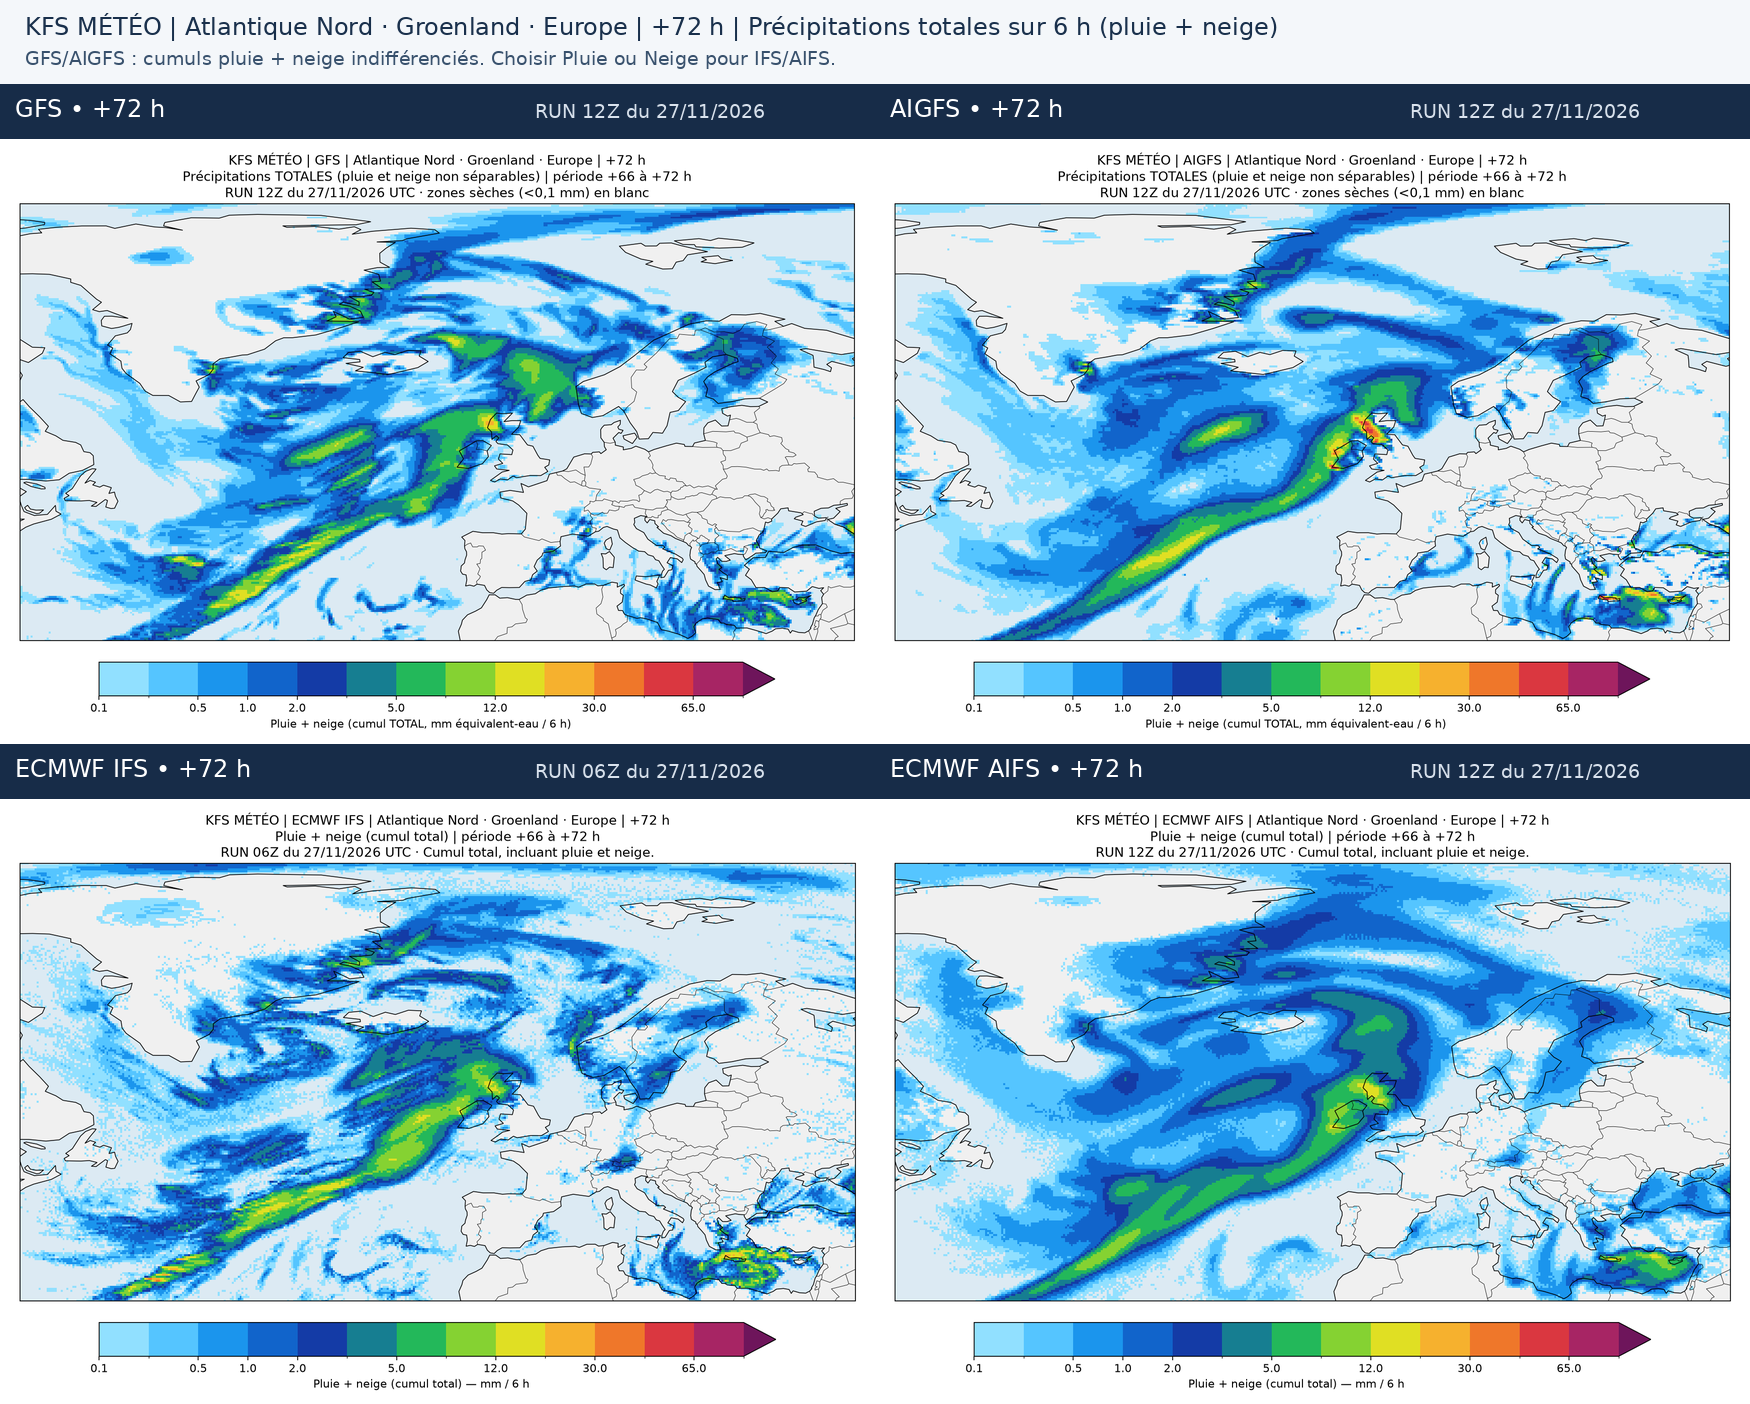 KFS MÉTÉO | Atlantique Nord · Groenland · Europe | +72 h | Précipitations totales sur 6 h (pluie + neige)
GFS/AIGFS : cumuls pluie + neige indifférenciés. Choisir Pluie ou Neige pour IFS/AIFS.
GFS • +72 h
RUN 12Z du 27/11/2026
AIGFS • +72 h
RUN 12Z du 27/11/2026
KFS MÉTÉO | GFS | Atlantique Nord · Groenland · Europe | +72 h
Précipitations TOTALES (pluie et neige non séparables) | période +66 à +72 h
RUN 12Z du 27/11/2026 UTC · zones sèches (<0,1 mm) en blanc
KFS MÉTÉO | AIGFS | Atlantique Nord · Groenland · Europe | +72 h
Précipitations TOTALES (pluie et neige non séparables) | période +66 à +72 h
RUN 12Z du 27/11/2026 UTC · zones sèches (<0,1 mm) en blanc
0.1 0.5 1.0 2.0 5.0 12.0 30.0 65.0
Pluie + neige (cumul TOTAL, mm équivalent-eau / 6 h)
0.1 0.5 1.0 2.0 5.0 12.0 30.0 65.0
Pluie + neige (cumul TOTAL, mm équivalent-eau / 6 h)
ECMWF IFS • +72 h
RUN 06Z du 27/11/2026
ECMWF AIFS • +72 h
RUN 12Z du 27/11/2026
KFS MÉTÉO | ECMWF IFS | Atlantique Nord · Groenland · Europe | +72 h
Pluie + neige (cumul total) | période +66 à +72 h
RUN 06Z du 27/11/2026 UTC · Cumul total, incluant pluie et neige.
KFS MÉTÉO | ECMWF AIFS | Atlantique Nord · Groenland · Europe | +72 h
Pluie + neige (cumul total) | période +66 à +72 h
RUN 12Z du 27/11/2026 UTC · Cumul total, incluant pluie et neige.
0.1 0.5 1.0 2.0 5.0 12.0 30.0 65.0
Pluie + neige (cumul total) — mm / 6 h
0.1 0.5 1.0 2.0 5.0 12.0 30.0 65.0
Pluie + neige (cumul total) — mm / 6 h